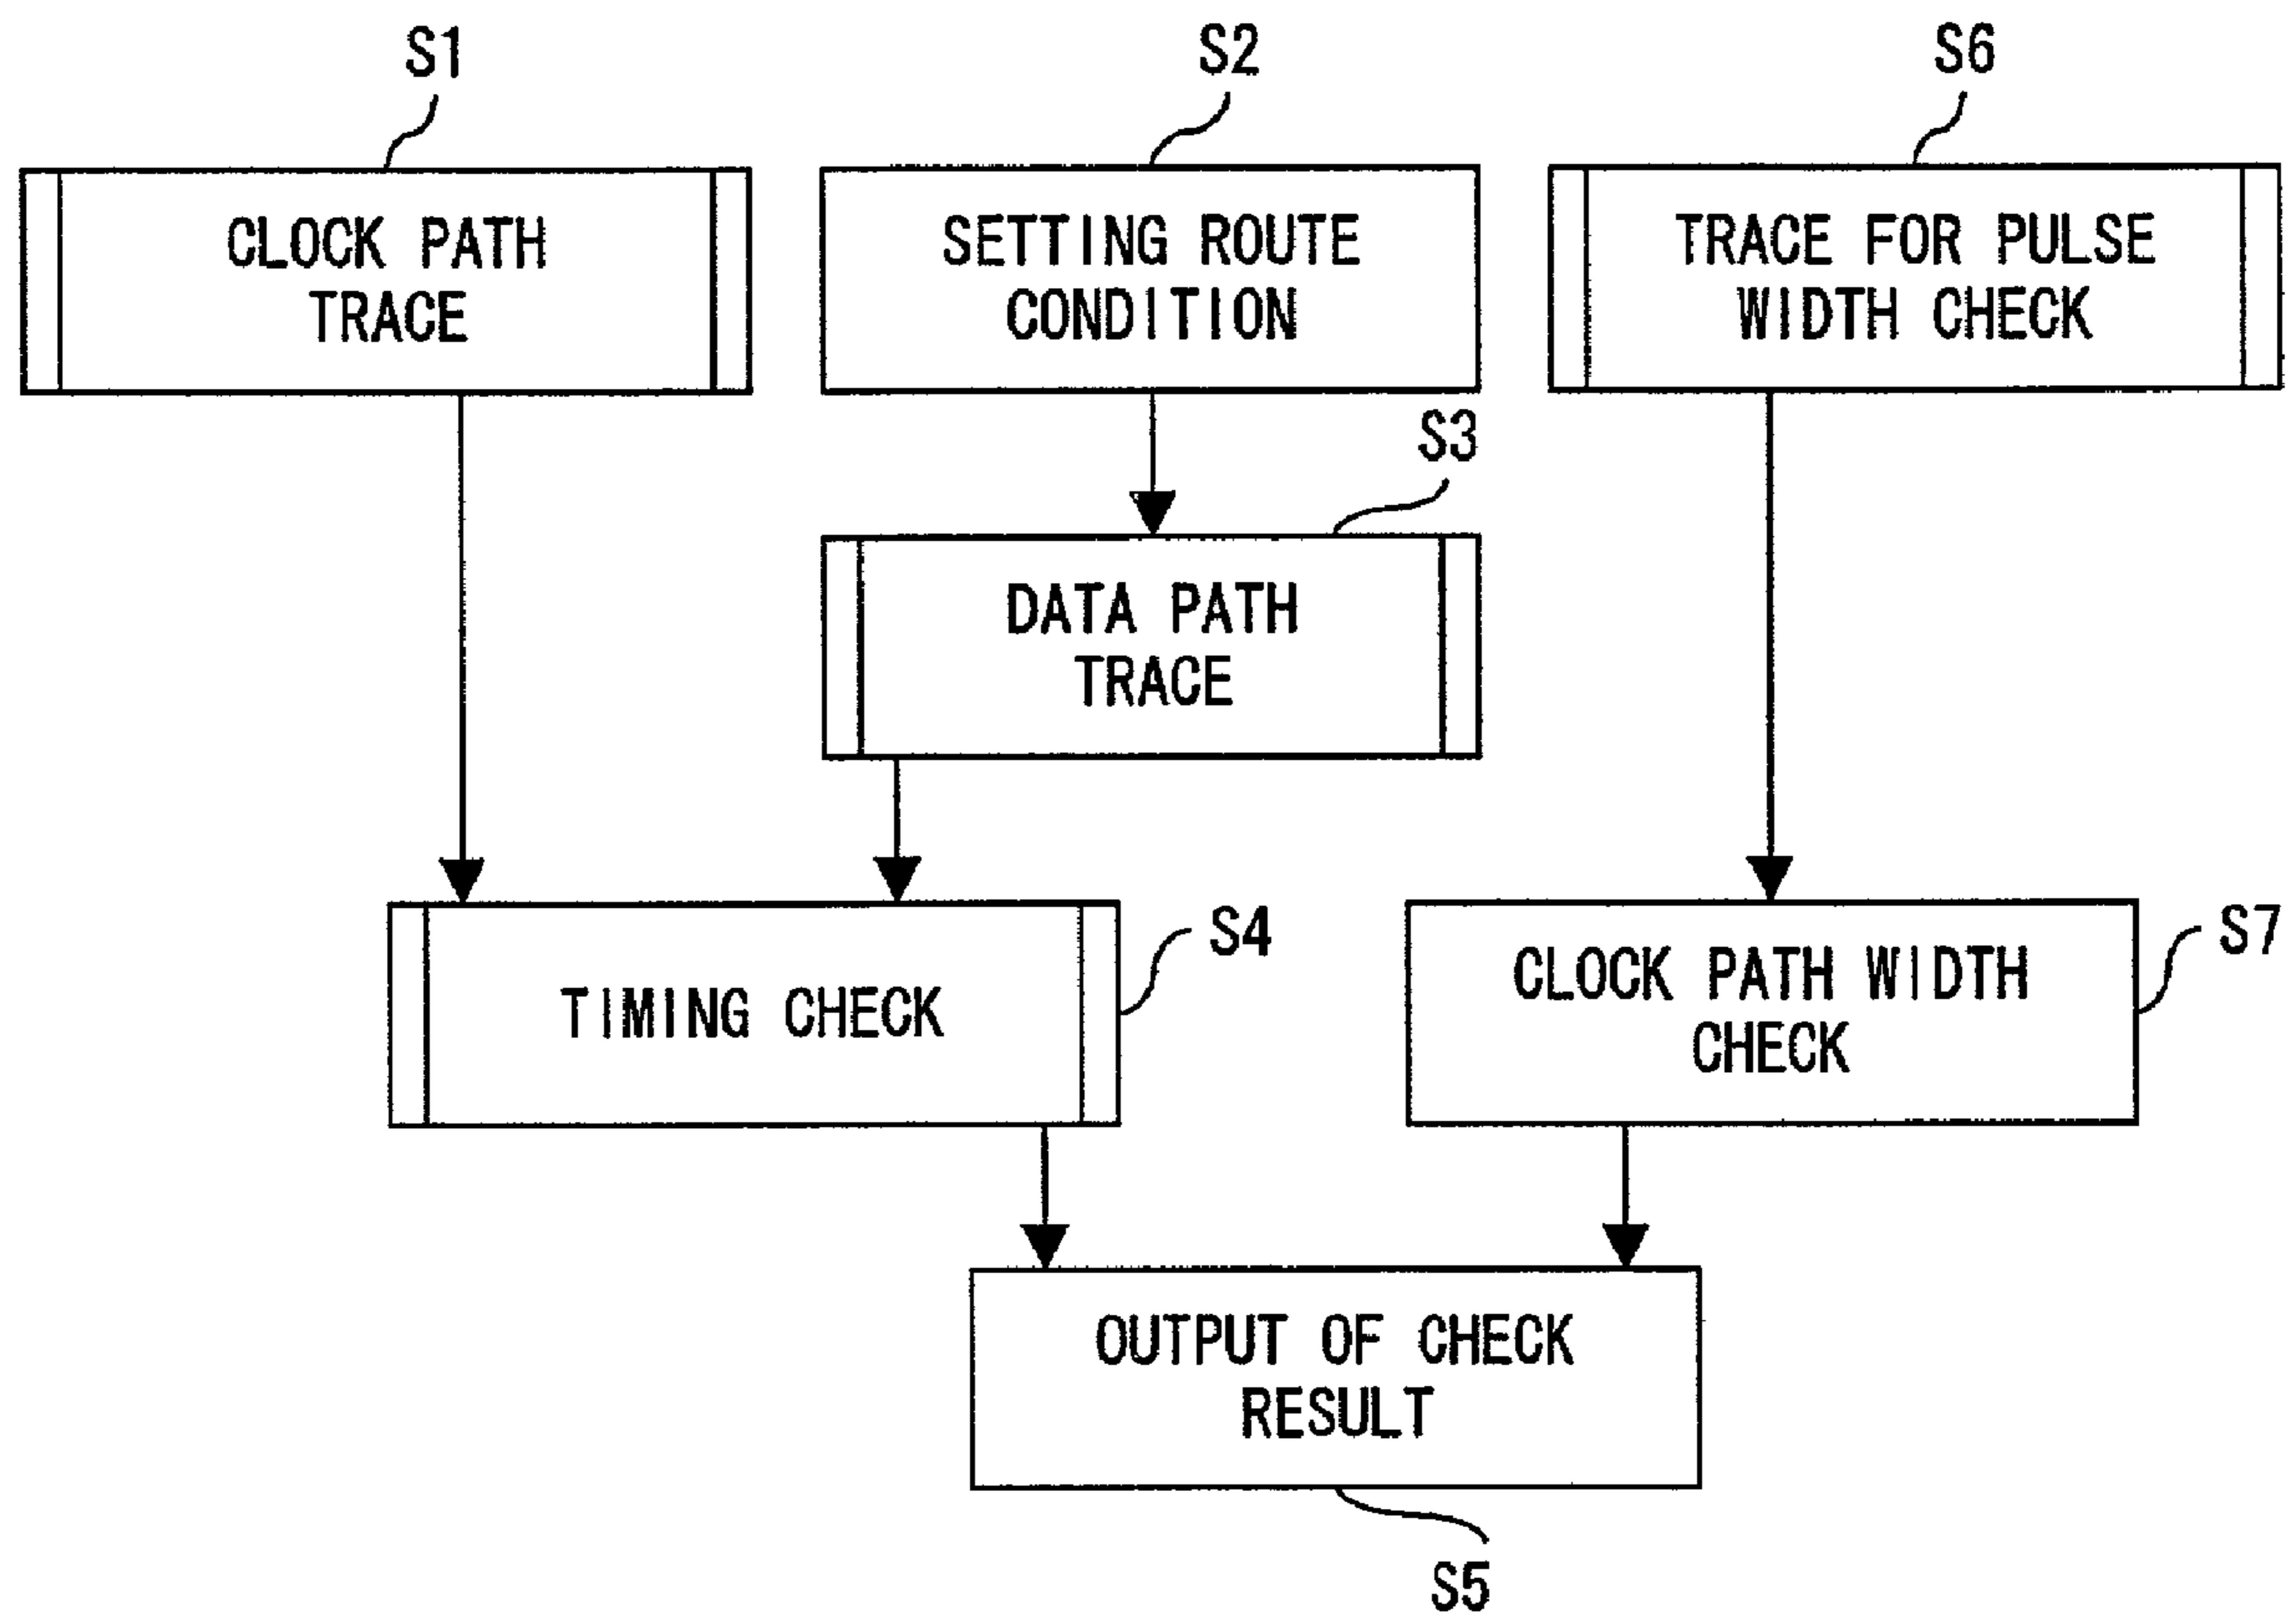 S1
S2
S6
CLOCK PATH
TRACE
SETTING ROUTE
CONDITION
TRACE FOR PULSE
WIDTH CHECK
S3
DATA PATH
TRACE
TIMING CHECK
S4
CLOCK PATH WIDTH
CHECK
S7
OUTPUT OF CHECK
RESULT
S5